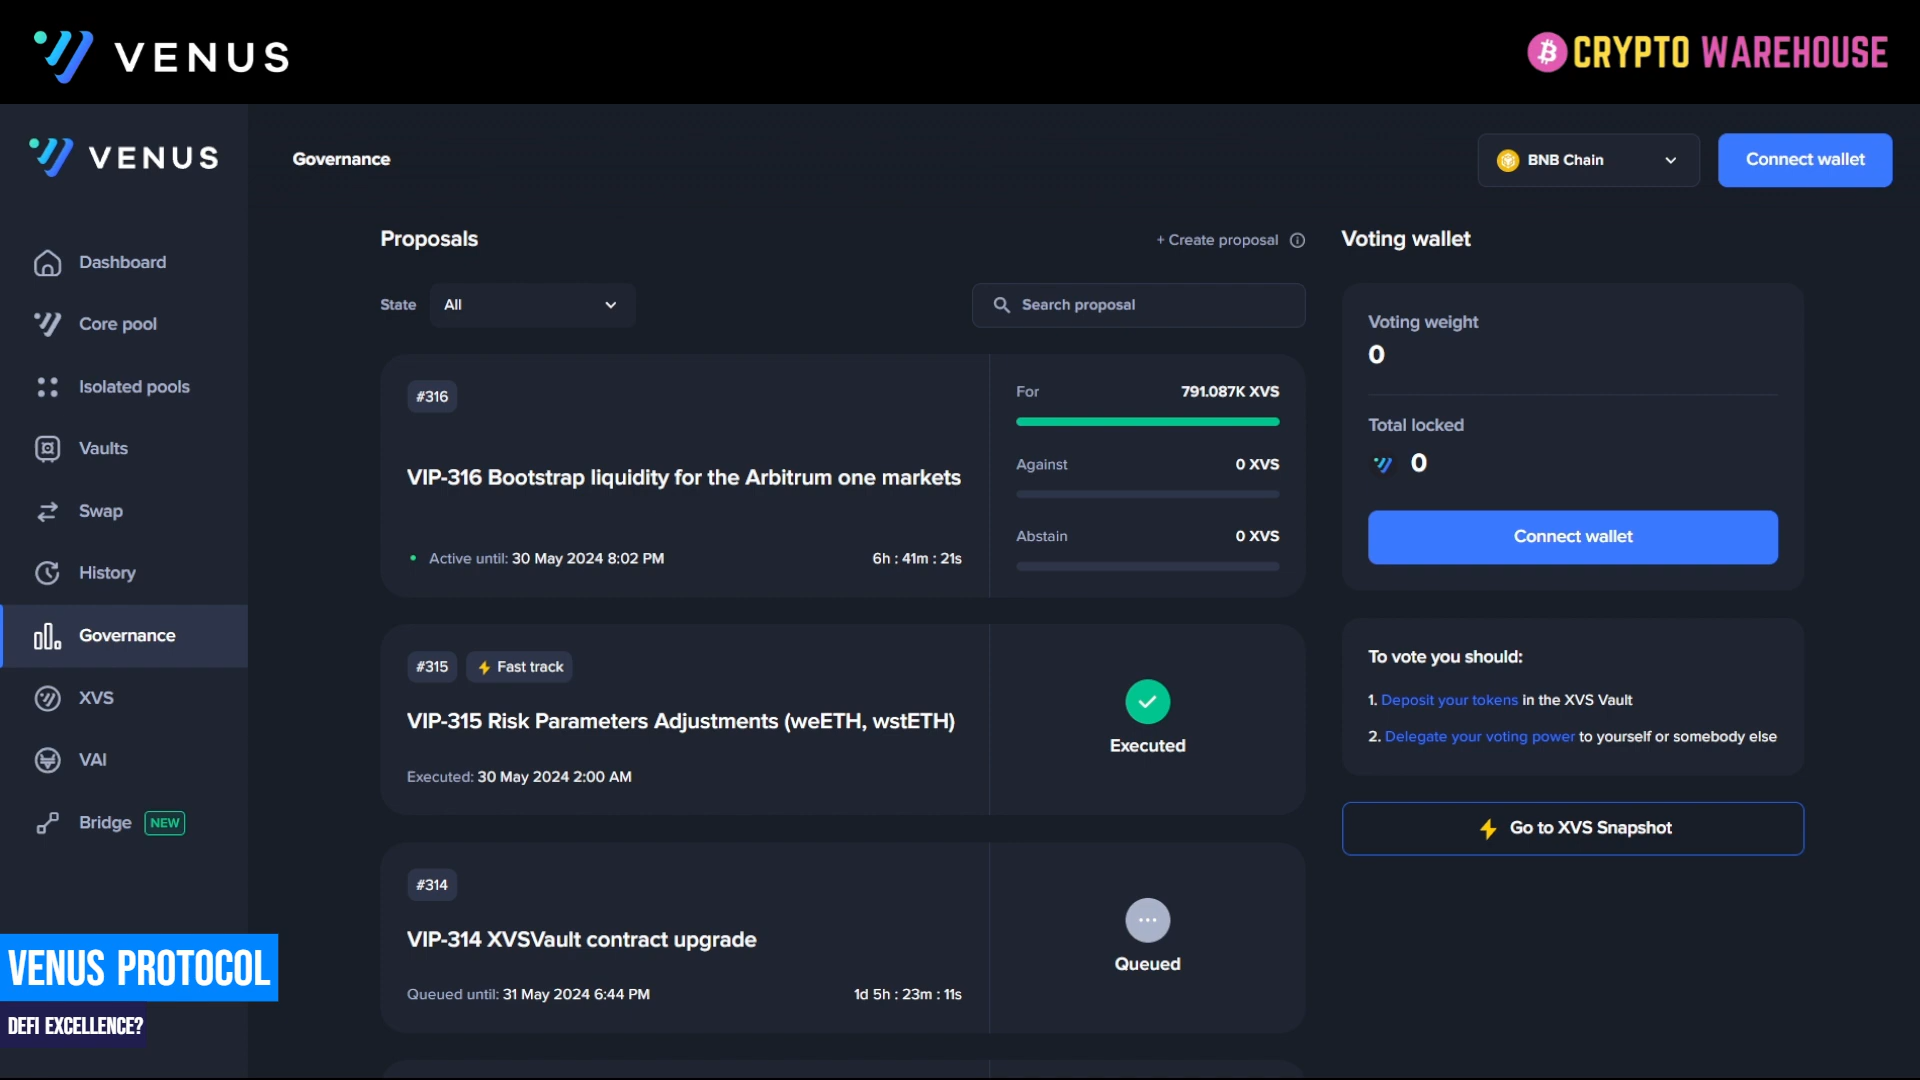 VENUS
CRYPTO WAREHOUSE
VENUS
Governance
BNB Chain
Connect wallet
Dashboard
Core pool
Isolated pools
Vaults
Swap
History
Governance
XVS
VAI
Bridge NEW
Proposals
+ Create proposal
State All
Search proposal
#316
VIP-316 Bootstrap liquidity for the Arbitrum one markets
Active until: 30 May 2024 8:02 PM 6h : 41m : 21s
For 791.087K XVS
Against 0 XVS
Abstain 0 XVS
#315 Fast track
VIP-315 Risk Parameters Adjustments (weETH, wstETH)
Executed: 30 May 2024 2:00 AM
Executed
#314
VIP-314 XVSVault contract upgrade
Queued until: 31 May 2024 6:44 PM 1d 5h : 23m : 11s
Queued
Voting wallet
Voting weight
0
Total locked
0
Connect wallet
To vote you should:
1. Deposit your tokens in the XVS Vault
2. Delegate your voting power to yourself or somebody else
Go to XVS Snapshot
VENUS PROTOCOL
DEFI EXCELLENCE?